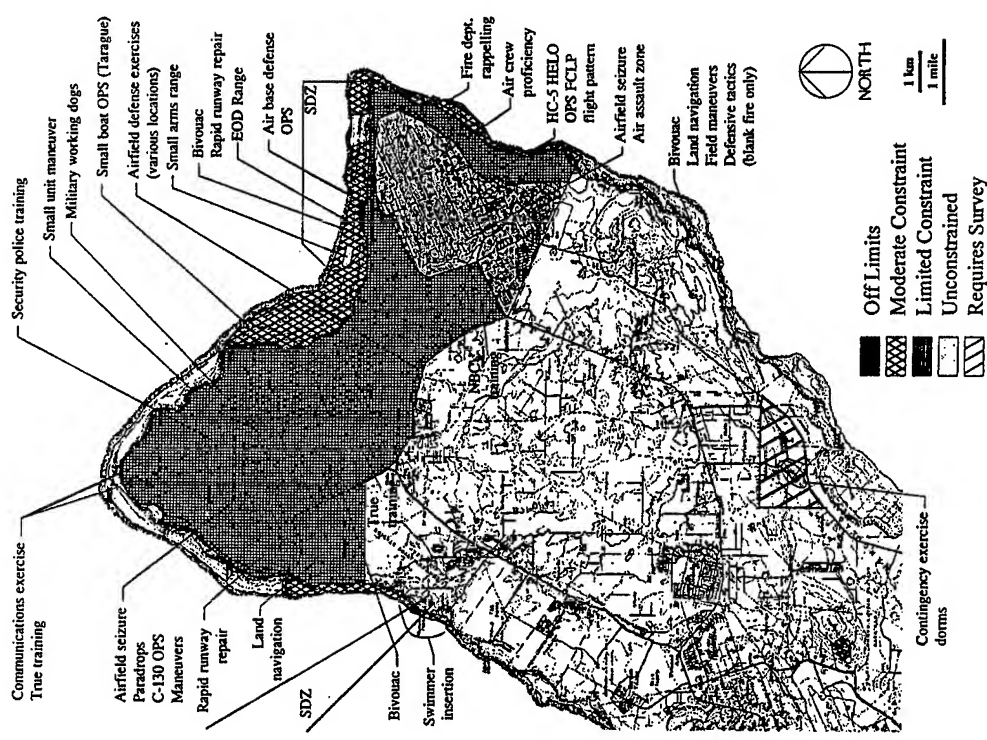 Communications exercise
True training
Airfield seizure
Paradrops
C-130 OPS
Maneuvers
Rapid runway
repair
Land
navigation
SDZ
Bivouac
Swimmer
insertion
Security police training
Small unit maneuver
Military working dogs
Small boat OPS (Tarague)
Airfield defense exercises
(various locations)
Small arms range
Bivouac
Rapid runway repair
EOD Range
Air base defense
OPS
SDZ
Fire dept.
rappelling
Air crew
proficiency
HC-5 HELO
OPS FCLP
flight pattern
Airfield seizure
Air assault zone
Bivouac
Land navigation
Field maneuvers
Defensive tactics
(blank fire only)
True
training
NBC
training
Contingency exercise
dorms
NORTH
1 km
1 mile
Off Limits
Moderate Constraint
Limited Constraint
Unconstrained
Requires Survey